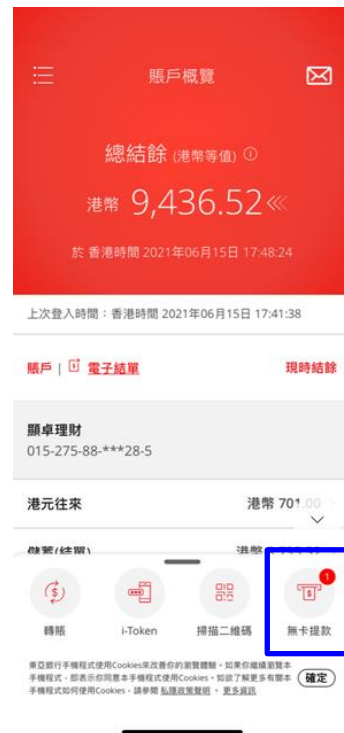 賬戶概覽
總結餘 (港幣等值)
港幣 9,436.52
於 香港時間 2021年06月15日 17:48:24
上次登入時間：香港時間 2021年06月15日 17:41:38
賬戶 | 電子結單 現時結餘
顯卓理財
015-275-88-***28-5
港元往來 港幣 701.00
儲蓄(結單) 港幣
1
轉賬 i-Token 掃描二維碼 無卡提款
東亞銀行手機程式使用Cookies來改善你的瀏覽體驗。如果你繼續瀏覽本
手機程式，即表示你同意本手機程式使用Cookies。如欲了解更多有關本
手機程式如何使用Cookies，請參閱 私隱政策聲明 。 更多資訊
確定